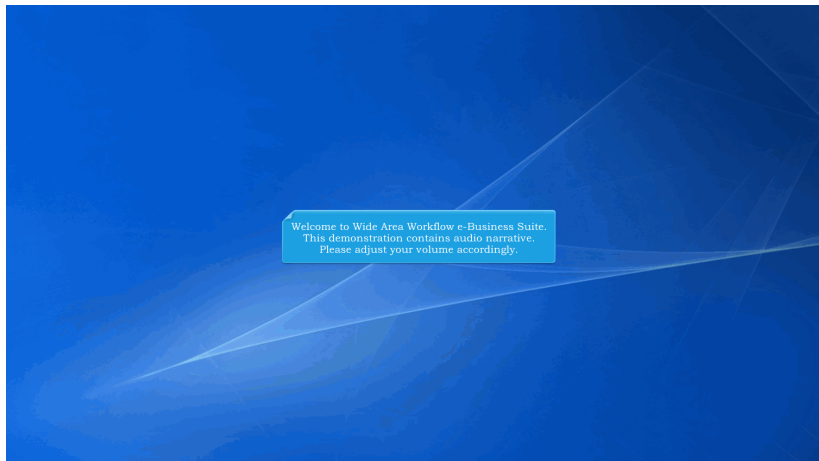 Welcome to Wide Area Workflow e-Business Suite.
This demonstration contains audio narrative.
Please adjust your volume accordingly.